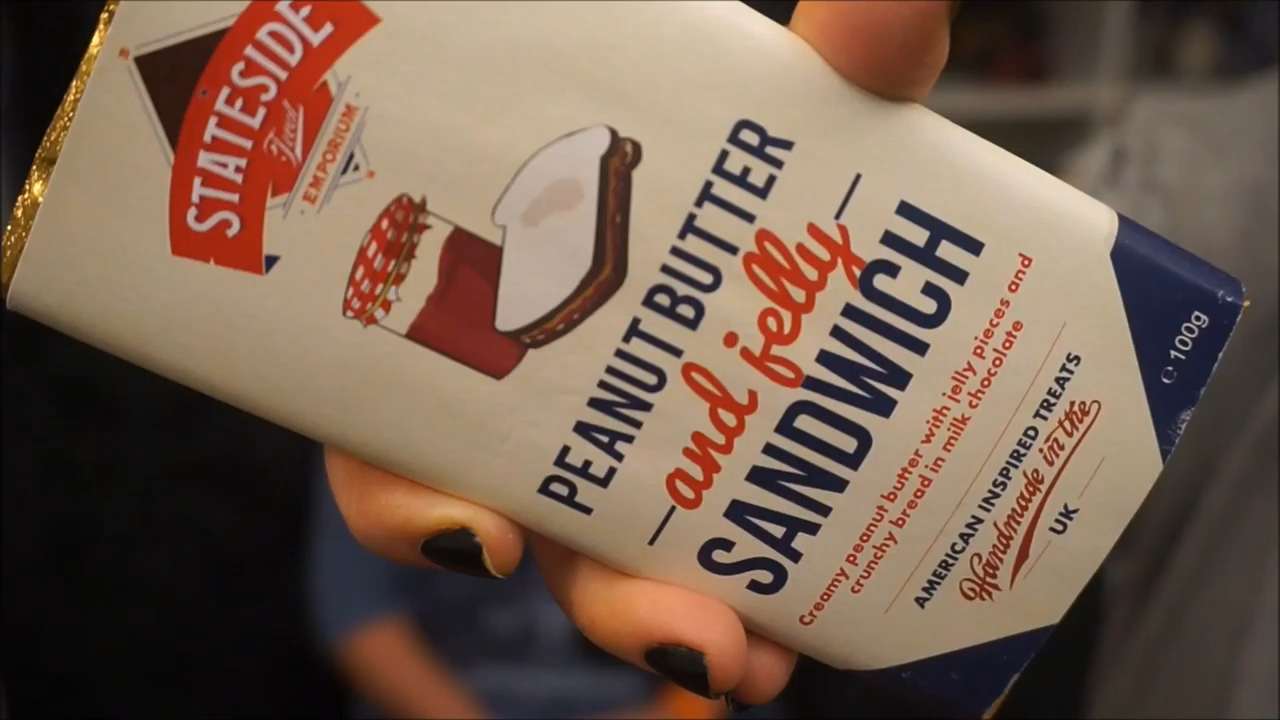 STATESIDE
Food
EMPORIUM
PEANUT BUTTER
and jelly
SANDWICH
Creamy peanut butter with jelly pieces and
crunchy bread in milk chocolate
AMERICAN INSPIRED TREATS
Handmade in the
UK
℮ 100g